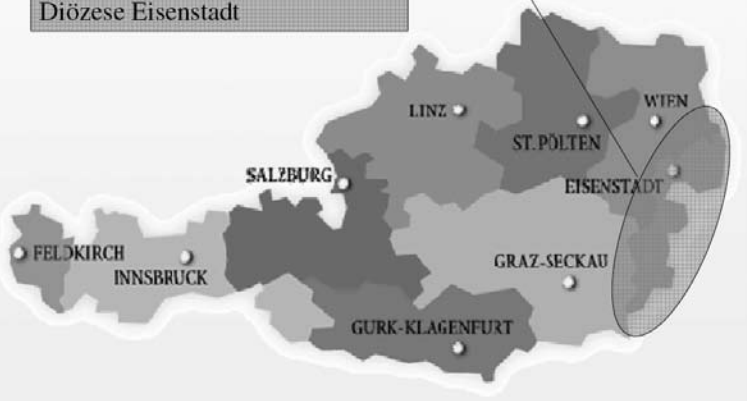 Diözese Eisenstadt
LINZ
WIEN
ST. PÖLTEN
SALZBURG
EISENSTADT
FELDKIRCH
INNSBRUCK
GRAZ-SECKAU
GURK-KLAGENFURT